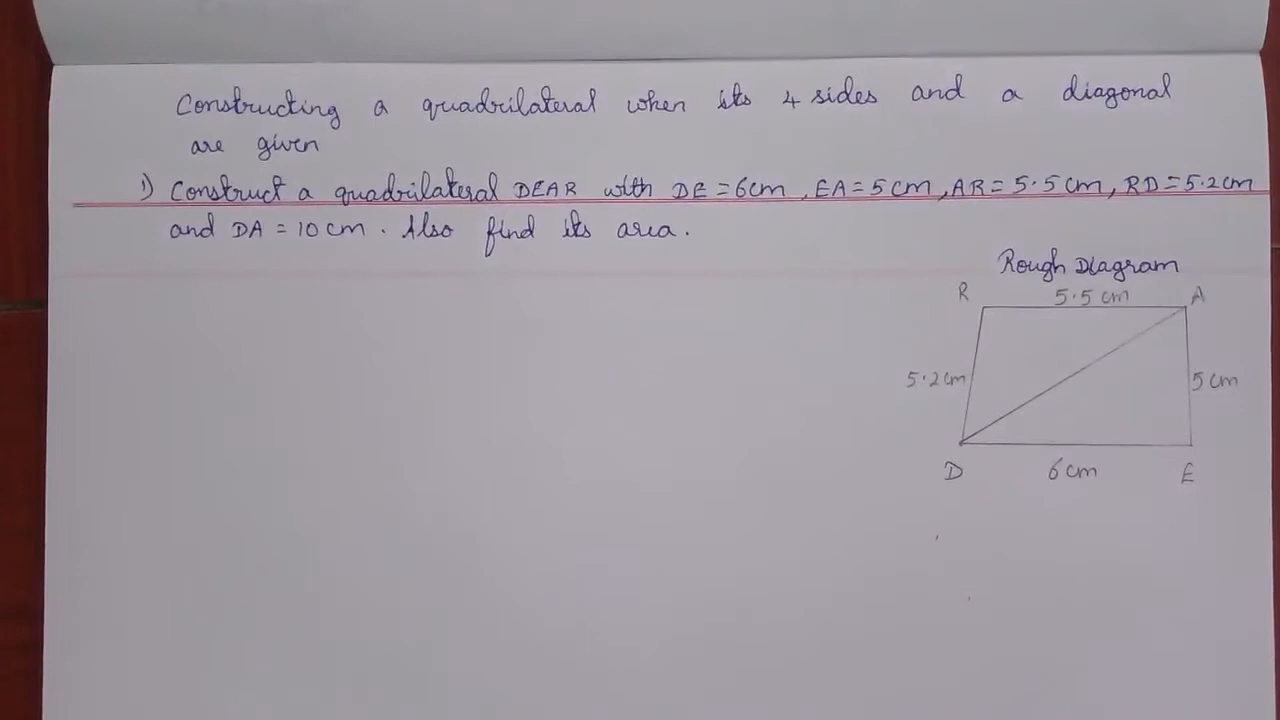 Constructing a quadrilateral when its 4 sides and a diagonal
are given
1) Construct a quadrilateral DEAR with DE = 6cm, EA = 5cm, AR = 5.5cm, RD = 5.2cm
and DA = 10cm. Also find its area.
Rough Diagram
R 5.5 cm A
5.2cm 5cm
D 6cm E